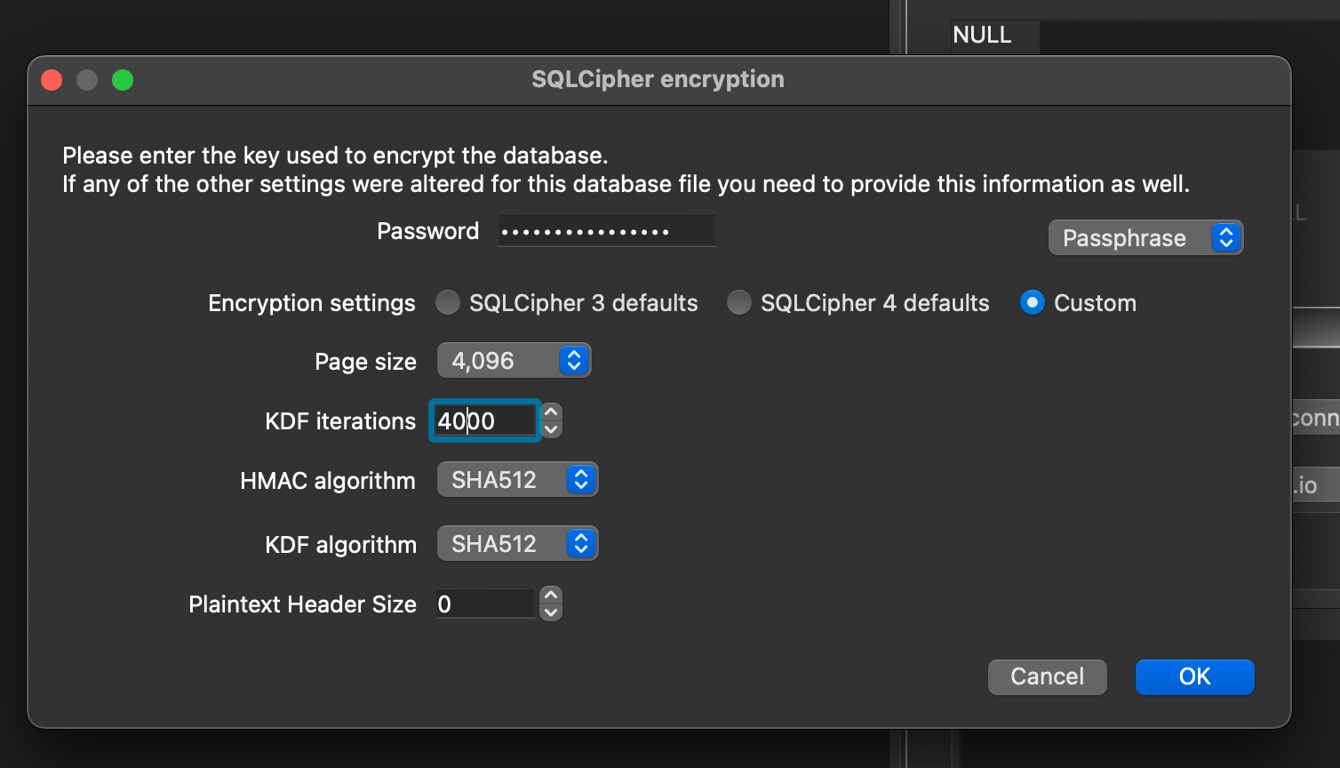 NULL
SQLCipher encryption
Please enter the key used to encrypt the database.
If any of the other settings were altered for this database file you need to provide this information as well.
Password ••••••••••••••••
Passphrase
Encryption settings SQLCipher 3 defaults SQLCipher 4 defaults Custom
Page size 4,096
KDF iterations 4000
conn
HMAC algorithm SHA512
.io
KDF algorithm SHA512
Plaintext Header Size 0
Cancel OK